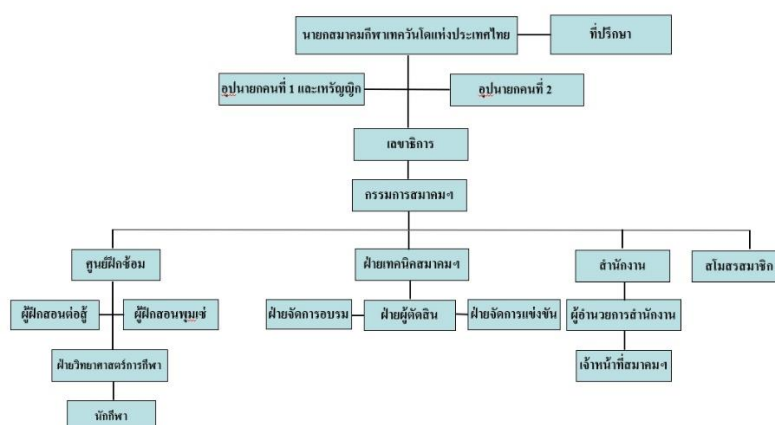 นายกสมาคมกีฬาเทควันโดแห่งประเทศไทย
ที่ปรึกษา
อุปนายกคนที่ 1 และเหรัญญิก
อุปนายกคนที่ 2
เลขาธิการ
กรรมการสมาคมฯ
ศูนย์ฝึกซ้อม
ฝ่ายเทคนิคสมาคมฯ
สำนักงาน
สโมสรสมาชิก
ผู้ฝึกสอนต่อสู้
ผู้ฝึกสอนพุมเซ่
ฝ่ายจัดการอบรม
ฝ่ายผู้ตัดสิน
ฝ่ายจัดการแข่งขัน
ผู้อำนวยการสำนักงาน
ฝ่ายวิทยาศาสตร์การกีฬา
เจ้าหน้าที่สมาคมฯ
นักกีฬา